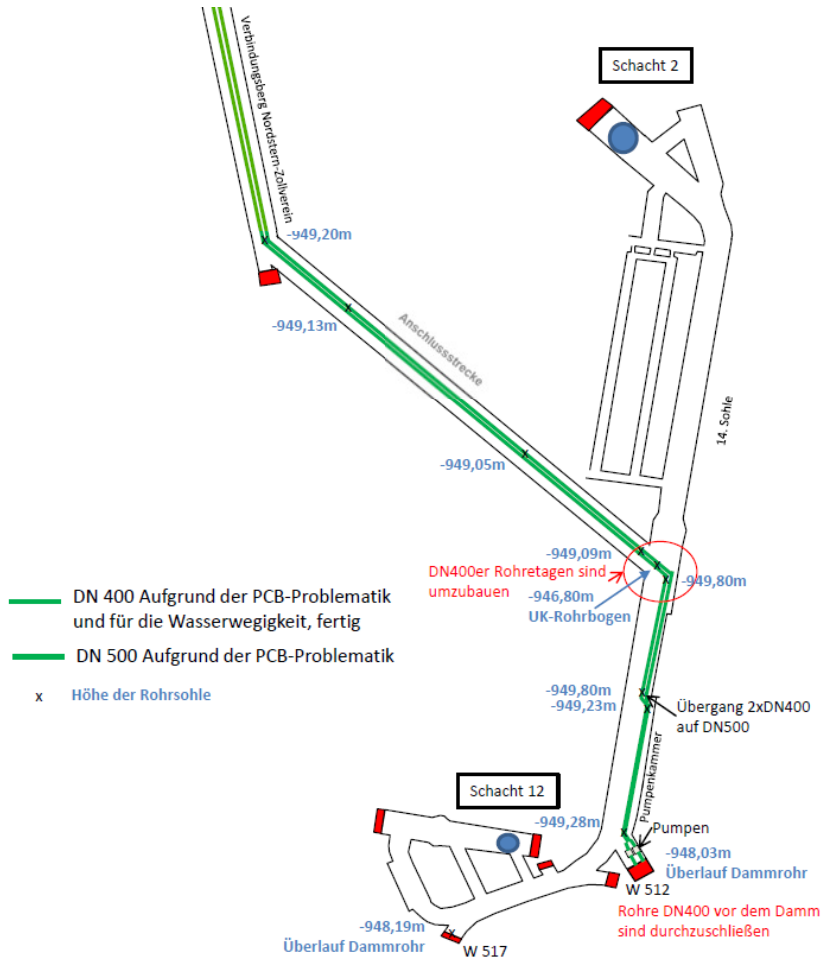 Schacht 2
Verbindungsberg Nordstern-Zollverein
-949,20m
-949,13m
Anschlussstrecke
14. Sohle
-949,05m
-949,09m
DN400er Rohretagen sind
umzubauen
-949,80m
-946,80m
UK-Rohrbogen
DN 400 Aufgrund der PCB-Problematik
und für die Wasserwegigkeit, fertig
DN 500 Aufgrund der PCB-Problematik
x Höhe der Rohrsohle
-949,80m
-949,23m
Übergang 2xDN400
auf DN500
Pumpenkammer
Schacht 12
-949,28m
Pumpen
-948,03m
Überlauf Dammrohr
W 512
Rohre DN400 vor dem Damm
sind durchzuschließen
-948,19m
Überlauf Dammrohr
W 517